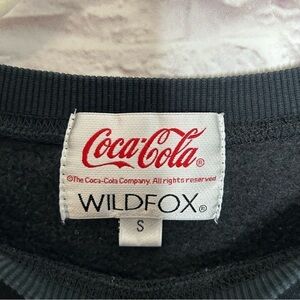 Coca-Cola®
©The Coca-Cola Company. All rights reserved
WILDFOX®
S